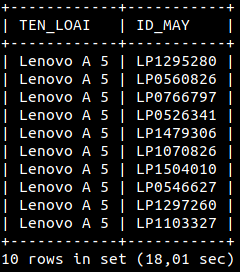 +------------+-----------+
| TEN_LOAI | ID_MAY |
+------------+-----------+
| Lenovo A 5 | LP1295280 |
| Lenovo A 5 | LP0560826 |
| Lenovo A 5 | LP0766797 |
| Lenovo A 5 | LP0526341 |
| Lenovo A 5 | LP1479306 |
| Lenovo A 5 | LP1070826 |
| Lenovo A 5 | LP1504010 |
| Lenovo A 5 | LP0546627 |
| Lenovo A 5 | LP1297260 |
| Lenovo A 5 | LP1103327 |
+------------+-----------+
10 rows in set (18,01 sec)